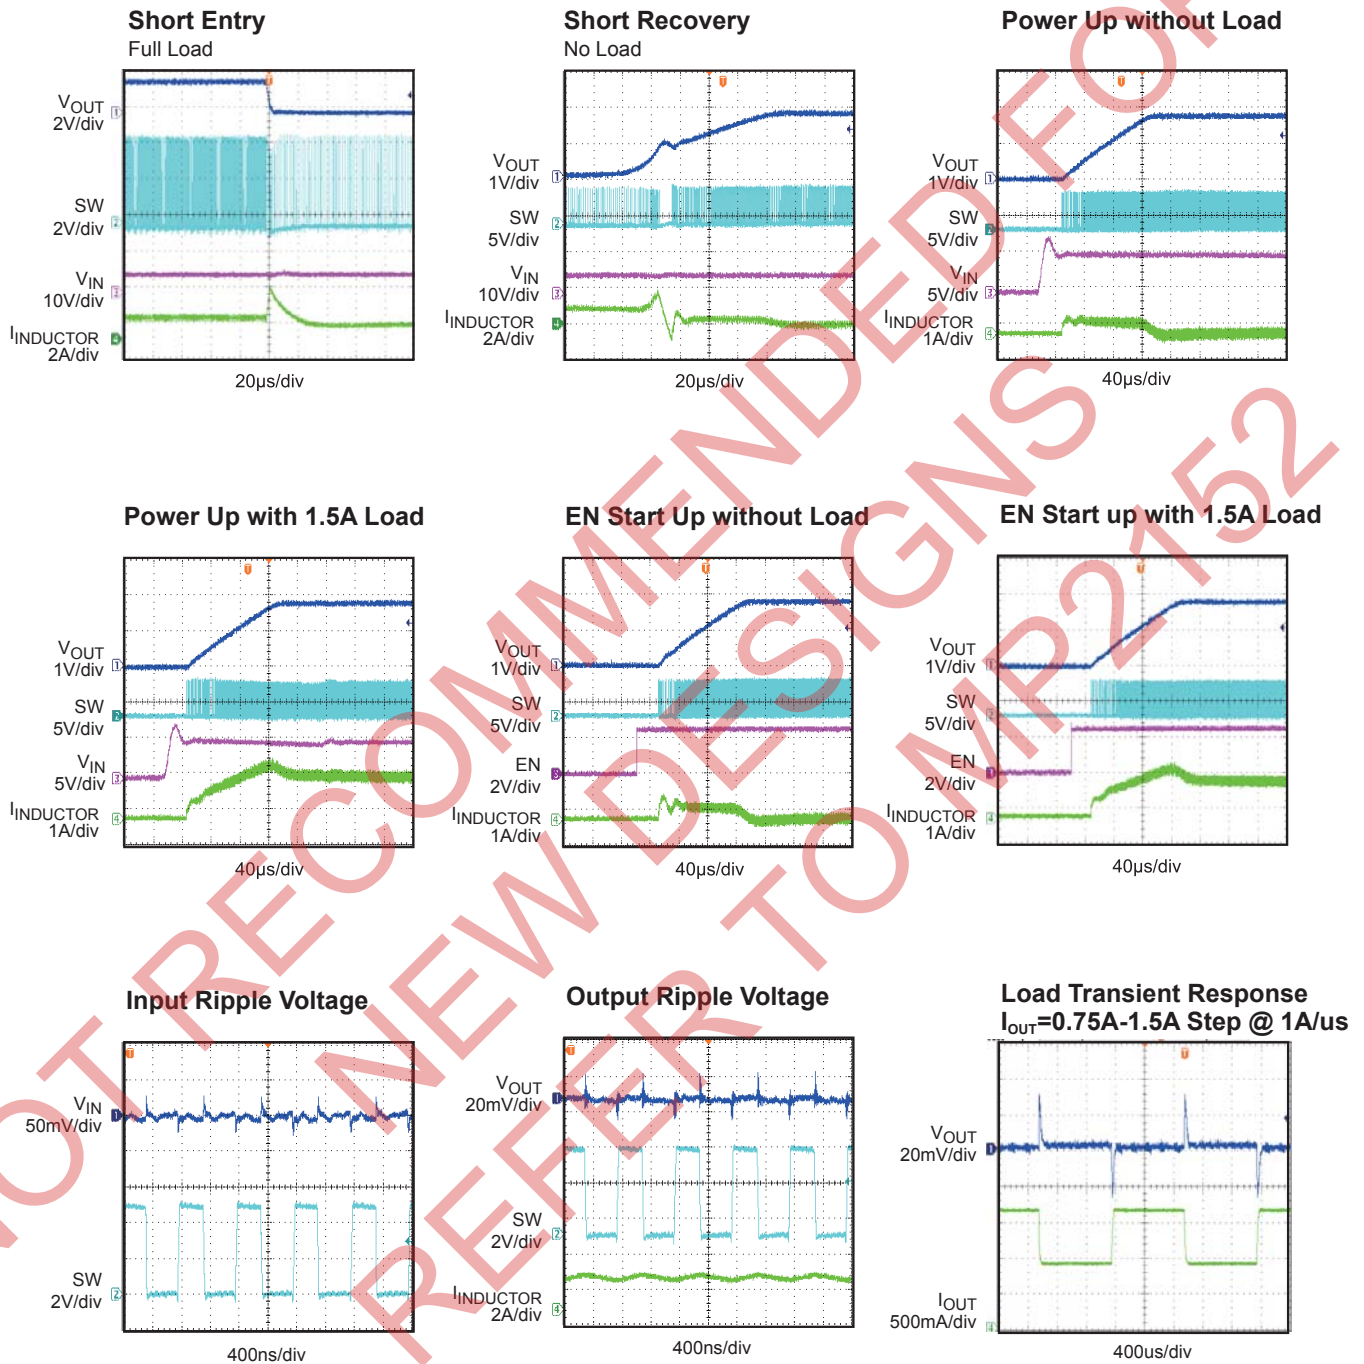 Short Entry
Full Load
VOUT
2V/div
SW
2V/div
VIN
10V/div
IINDUCTOR
2A/div
20µs/div
Short Recovery
No Load
VOUT
1V/div
SW
5V/div
VIN
10V/div
IINDUCTOR
2A/div
20µs/div
Power Up without Load
VOUT
1V/div
SW
5V/div
VIN
5V/div
IINDUCTOR
1A/div
40µs/div
Power Up with 1.5A Load
VOUT
1V/div
SW
5V/div
VIN
5V/div
IINDUCTOR
1A/div
40µs/div
EN Start Up without Load
VOUT
1V/div
SW
5V/div
EN
2V/div
IINDUCTOR
1A/div
40µs/div
EN Start up with 1.5A Load
VOUT
1V/div
SW
5V/div
EN
2V/div
IINDUCTOR
1A/div
40µs/div
Input Ripple Voltage
VIN
50mV/div
SW
2V/div
400ns/div
Output Ripple Voltage
VOUT
20mV/div
SW
2V/div
IINDUCTOR
2A/div
400ns/div
Load Transient Response
IOUT=0.75A-1.5A Step @ 1A/us
VOUT
20mV/div
IOUT
500mA/div
400us/div
NOT RECOMMENDED FOR
NEW DESIGNS
REFER TO MP2152